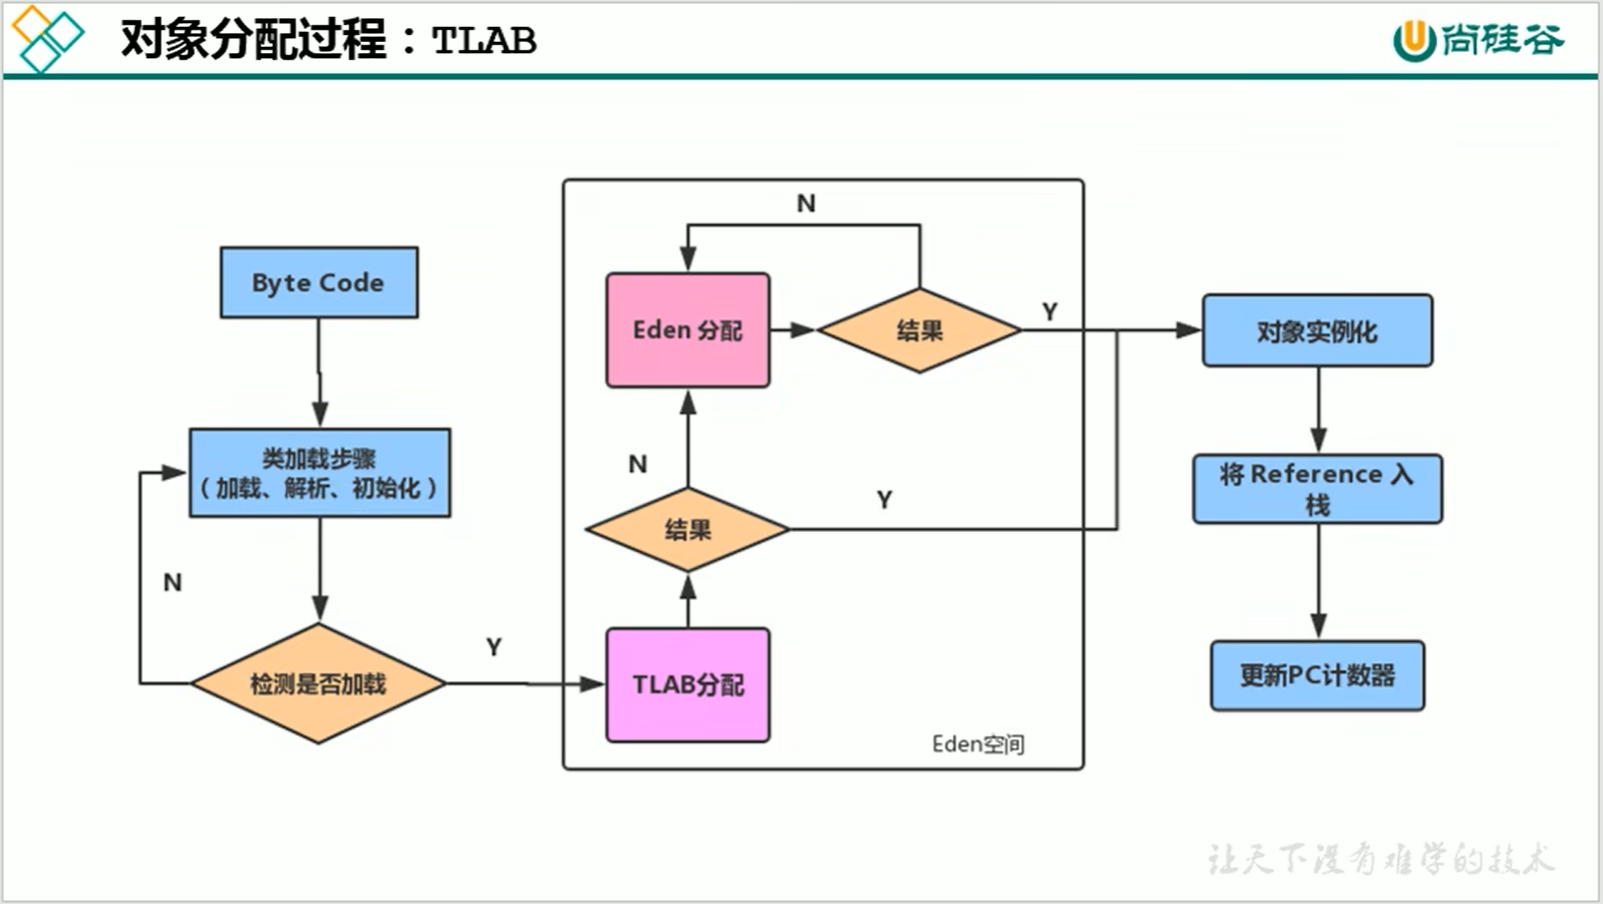 对象分配过程：TLAB
尚硅谷
Byte Code
类加载步骤
（加载、解析、初始化）
N
检测是否加载
Y
N
Eden 分配
结果
Y
N
结果
Y
TLAB分配
Eden空间
对象实例化
将 Reference 入
栈
更新PC计数器
让天下没有难学的技术